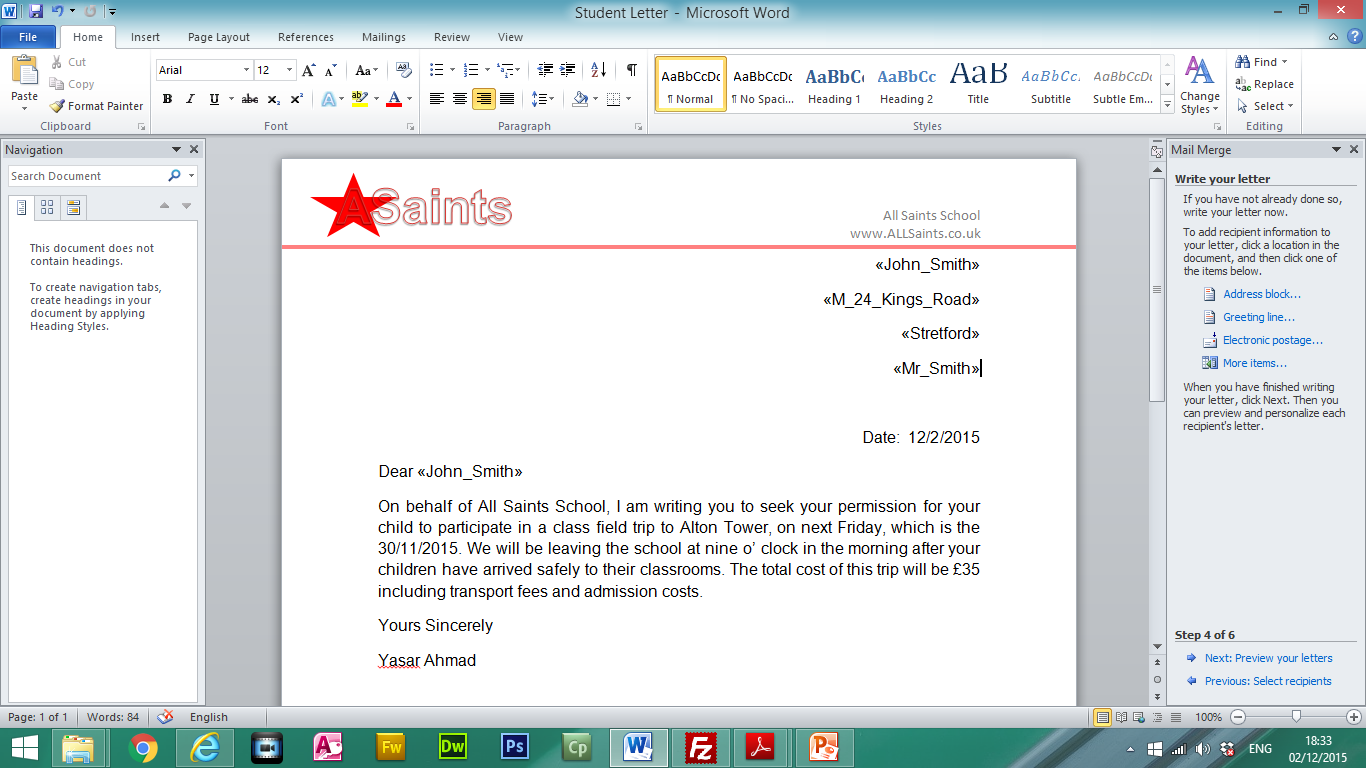 Student Letter - Microsoft Word
File Home Insert Page Layout References Mailings Review View
Paste
Cut
Copy
Format Painter
Clipboard
Arial 12
Font
Paragraph
AaBbCcDc AaBbCcDc AaBbCc AaBbCc AaB AaBbCc. AaBbCcDc
¶ Normal ¶ No Spaci... Heading 1 Heading 2 Title Subtitle Subtle Em...
Change
Styles
Styles
Find
Replace
Select
Editing
Navigation
Search Document
This document does not
contain headings.
To create navigation tabs,
create headings in your
document by applying
Heading Styles.
ASaints
All Saints School
www.ALLSaints.co.uk
«John_Smith»
«M_24_Kings_Road»
«Stretford»
«Mr_Smith»
Date: 12/2/2015
Dear «John_Smith»
On behalf of All Saints School, I am writing you to seek your permission for your
child to participate in a class field trip to Alton Tower, on next Friday, which is the
30/11/2015. We will be leaving the school at nine o’ clock in the morning after your
children have arrived safely to their classrooms. The total cost of this trip will be £35
including transport fees and admission costs.
Yours Sincerely
Yasar Ahmad
Mail Merge
Write your letter
If you have not already done so,
write your letter now.
To add recipient information to
your letter, click a location in the
document, and then click one of
the items below.
Address block...
Greeting line...
Electronic postage...
More items...
When you have finished writing
your letter, click Next. Then you
can preview and personalize each
recipient's letter.
Step 4 of 6
Next: Preview your letters
Previous: Select recipients
Page: 1 of 1 Words: 84 English 100%
Fw Dw Ps Cp W Fz P
ENG
18:33
02/12/2015